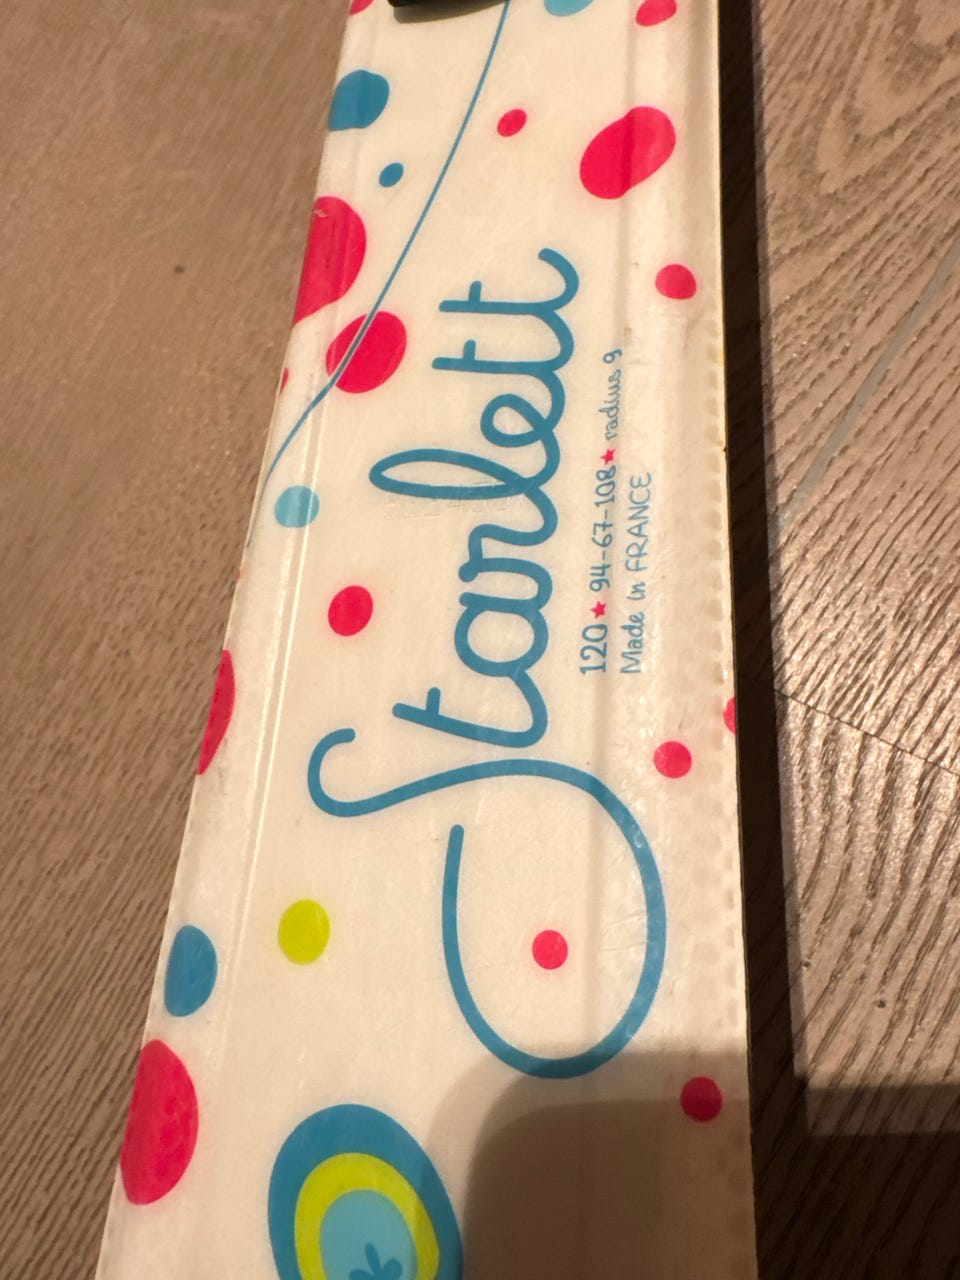 Starlett
120★94-67-108★radius 9
Made in FRANCE